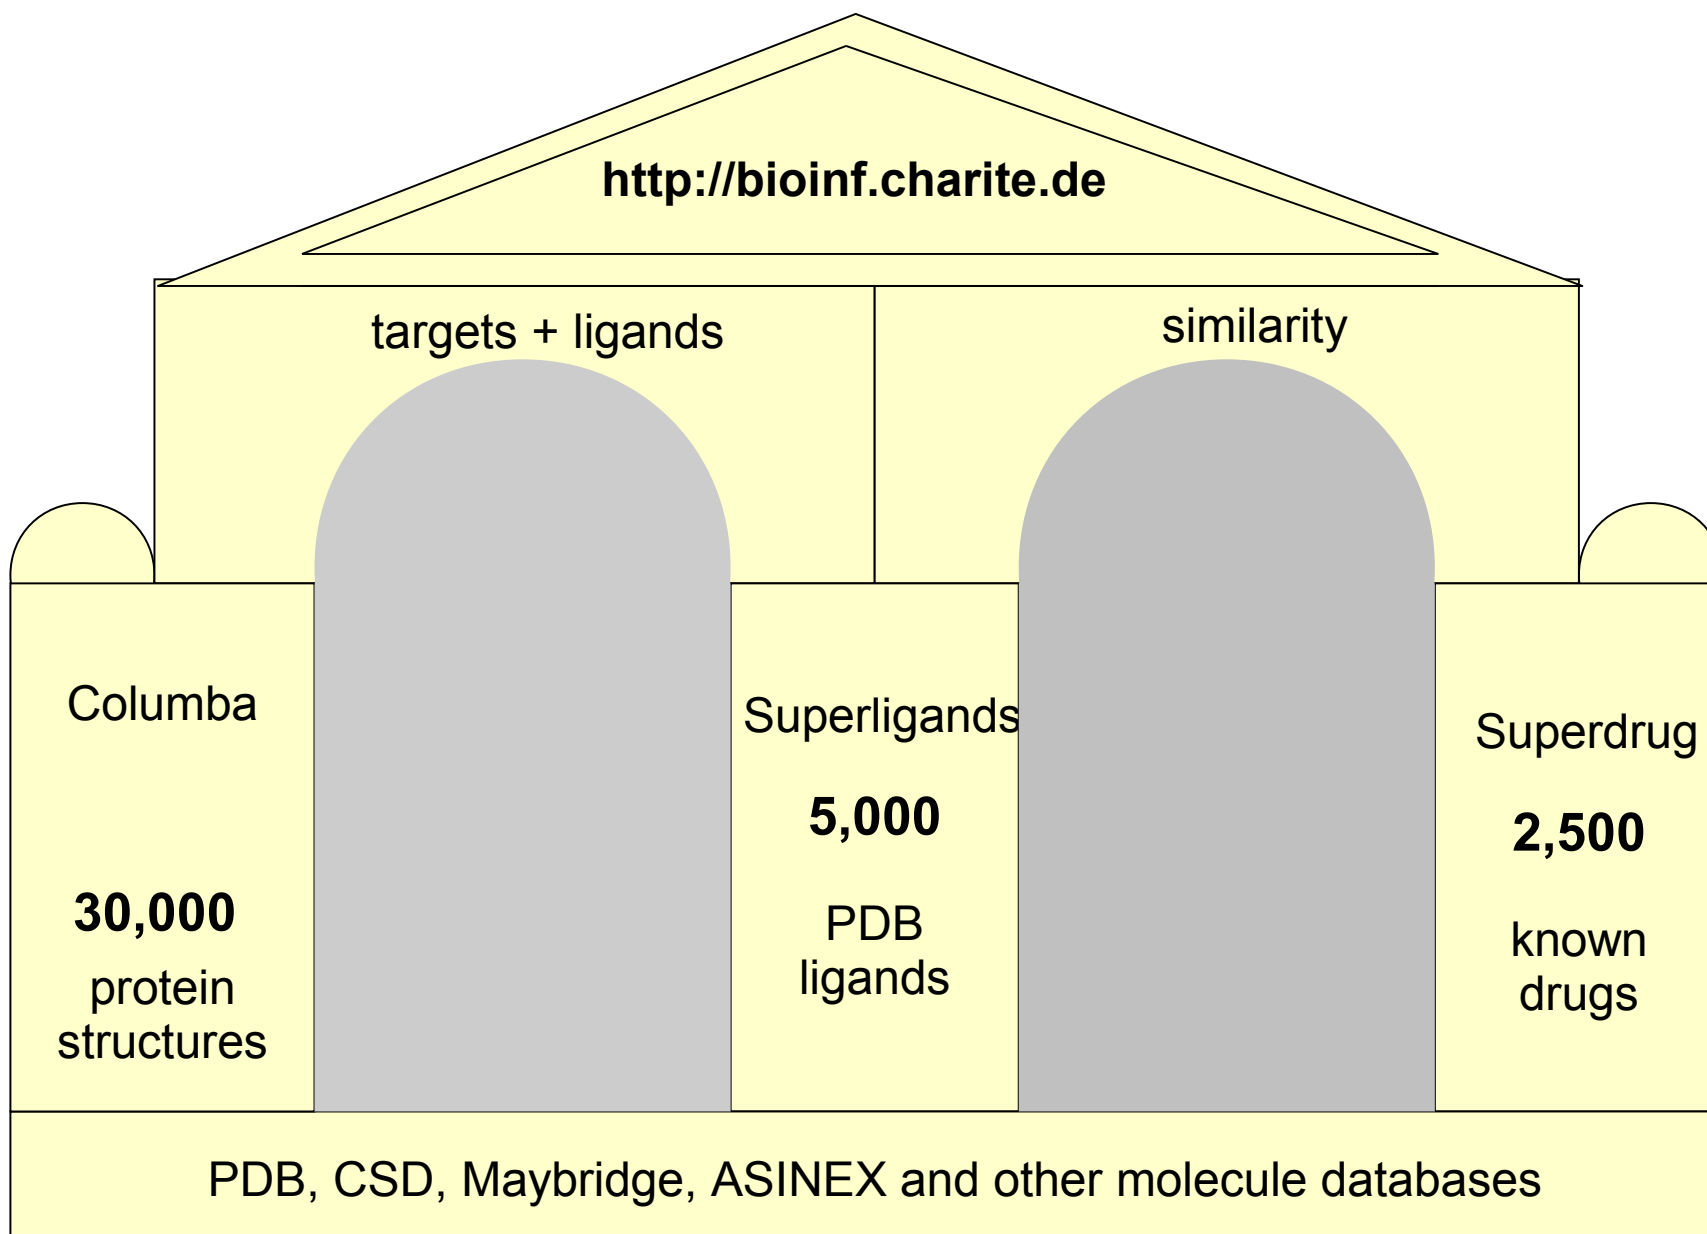 http://bioinf.charite.de
targets + ligands
similarity
Columba
30,000
protein
structures
Superligands
5,000
PDB
ligands
Superdrug
2,500
known
drugs
PDB, CSD, Maybridge, ASINEX and other molecule databases